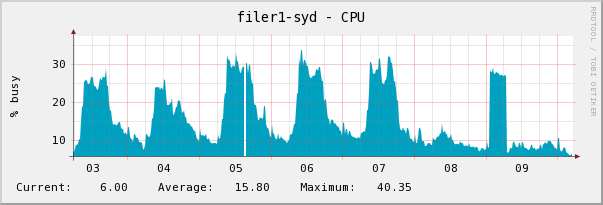 filer1-syd - CPU
RRDTOOL / TOBI OETIKER
% busy
30
20
10
03 04 05 06 07 08 09
Current: 6.00 Average: 15.80 Maximum: 40.35